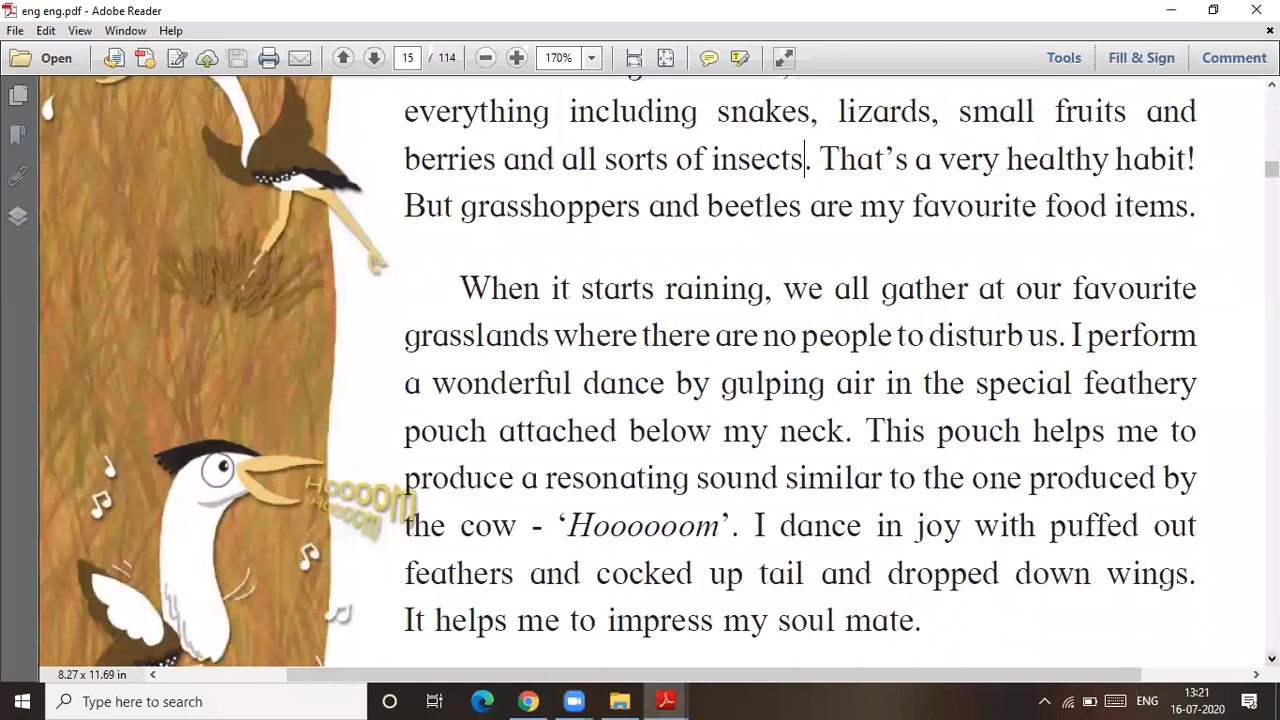 eng eng.pdf - Adobe Reader
File Edit View Window Help
Open 15 / 114 170% Tools Fill & Sign Comment
everything including snakes, lizards, small fruits and
berries and all sorts of insects. That's a very healthy habit!
But grasshoppers and beetles are my favourite food items.
When it starts raining, we all gather at our favourite
grasslands where there are no people to disturb us. I perform
a wonderful dance by gulping air in the special feathery
pouch attached below my neck. This pouch helps me to
produce a resonating sound similar to the one produced by
the cow - ‘Hoooooom’. I dance in joy with puffed out
feathers and cocked up tail and dropped down wings.
It helps me to impress my soul mate.
HOOOOOM
HOOOOOM
8.27 x 11.69 in
Type here to search
ENG
13:21
16-07-2020